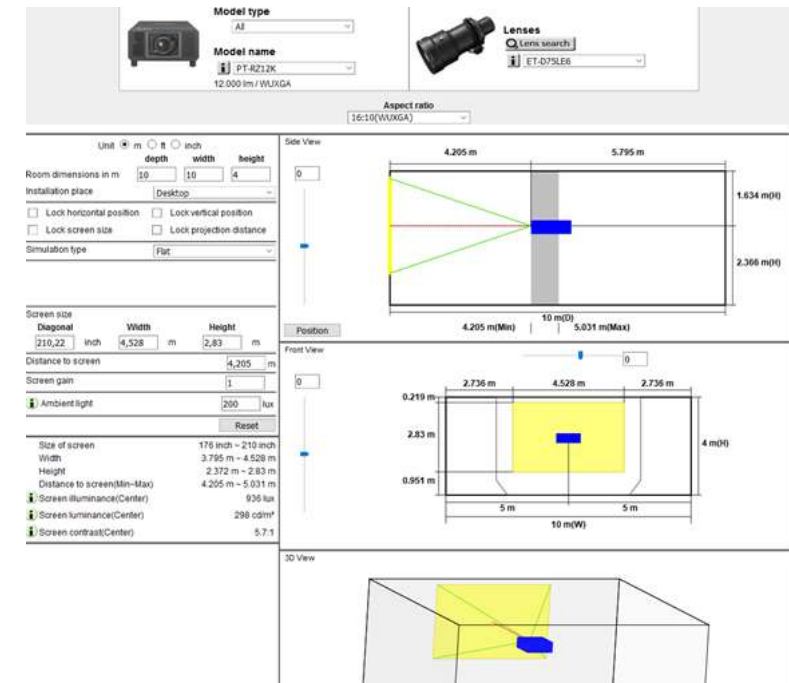 Model type
All
Model name
PT-RZ12K
12.000 lm / WUXGA
Lenses
Lens search
ET-D75LE6
Aspect ratio
16:10(WUXGA)
Unit m ft inch
depth width height
Room dimensions in m 10 10 4
Installation place Desktop
Lock horizontal position Lock vertical position
Lock screen size Lock projection distance
Simulation type Flat
Screen size
Diagonal Width Height
210,22 inch 4,528 m 2,83 m
Distance to screen 4,205 m
Screen gain 1
Ambient light 200 lux
Reset
Size of screen 176 inch ~ 210 inch
Width 3.795 m ~ 4.528 m
Height 2.372 m ~ 2.83 m
Distance to screen(Min~Max) 4.205 m ~ 5.031 m
Screen illuminance(Center) 936 lux
Screen luminance(Center) 298 cd/m²
Screen contrast(Center) 5.7:1
Side View
0
Position
4.205 m 5.795 m
1.634 m(H)
2.366 m(H)
10 m(D)
4.205 m(Min) 5.031 m(Max)
Front View
0
0
2.736 m 4.528 m 2.736 m
0.219 m
2.83 m
4 m(H)
0.951 m
5 m 5 m
10 m(W)
3D View